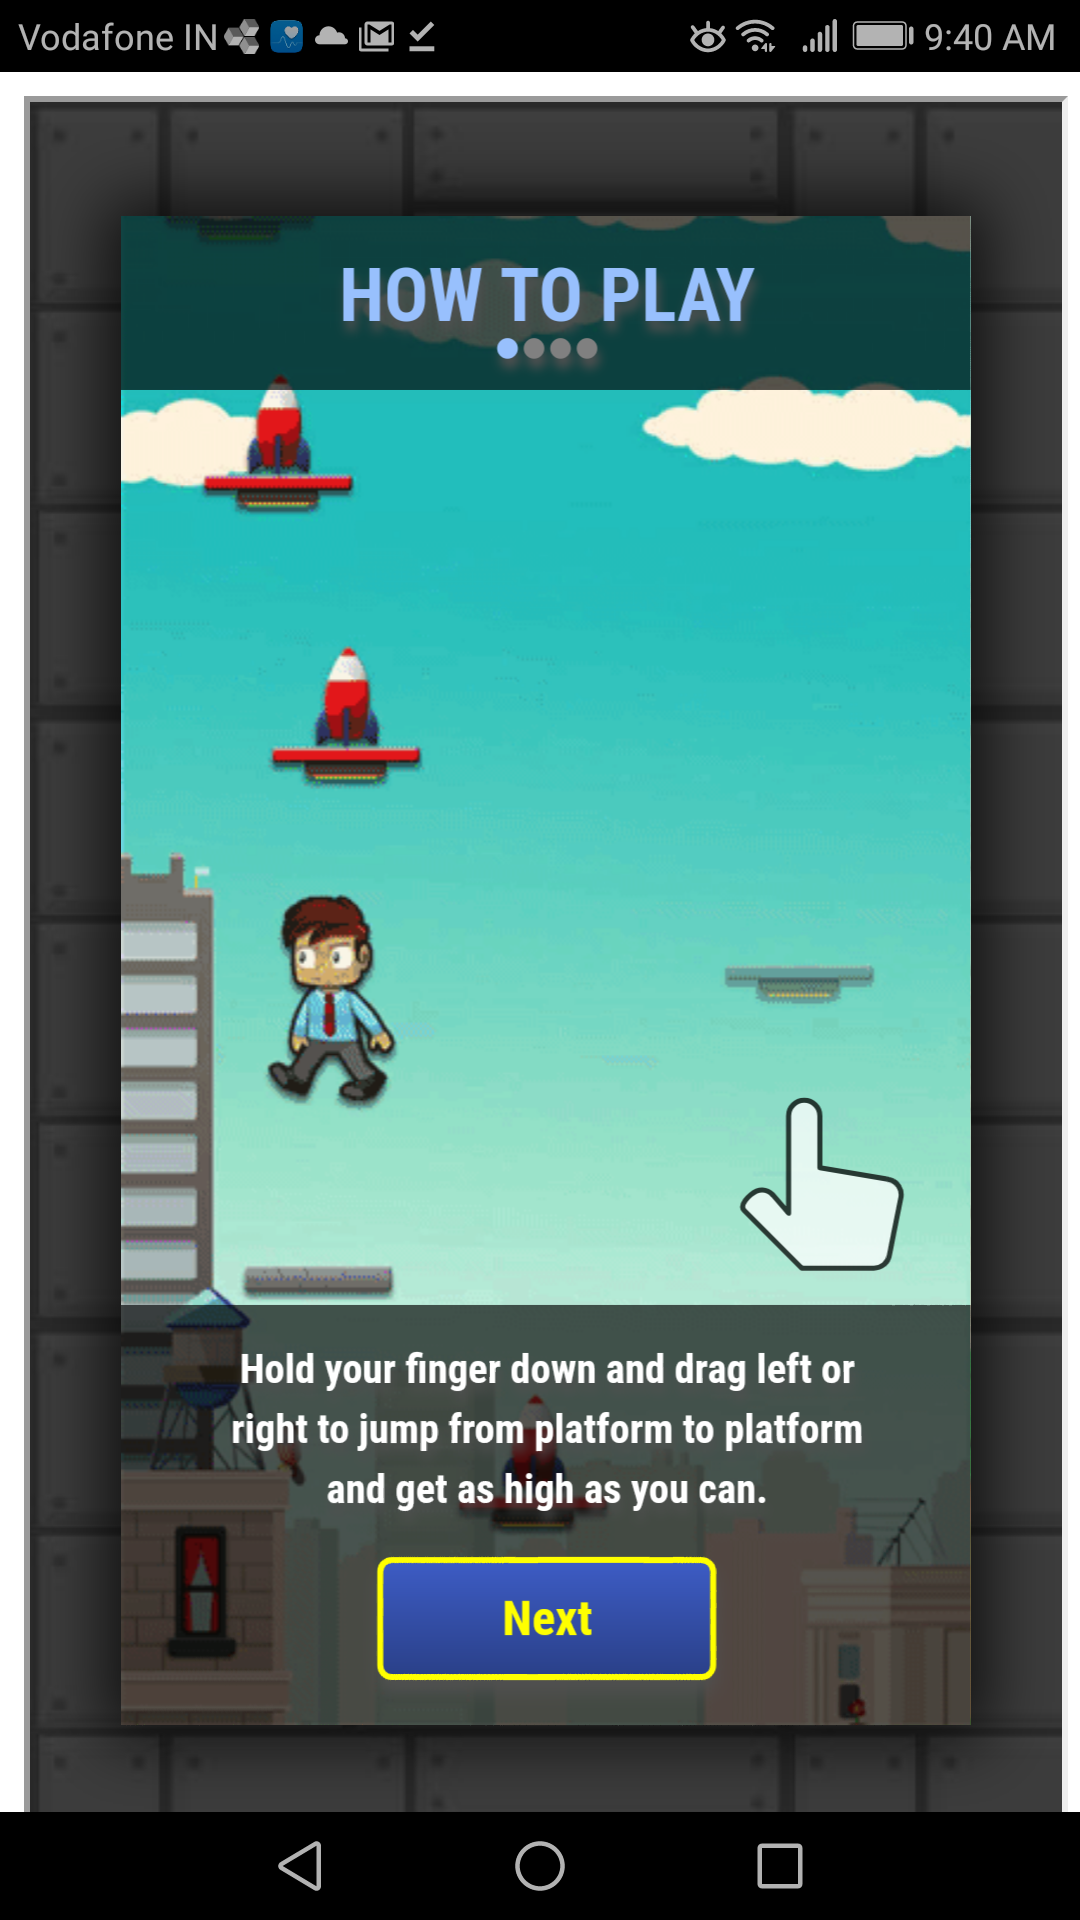 Vodafone IN 9:40 AM
HOW TO PLAY
Hold your finger down and drag left or
right to jump from platform to platform
and get as high as you can.
Next